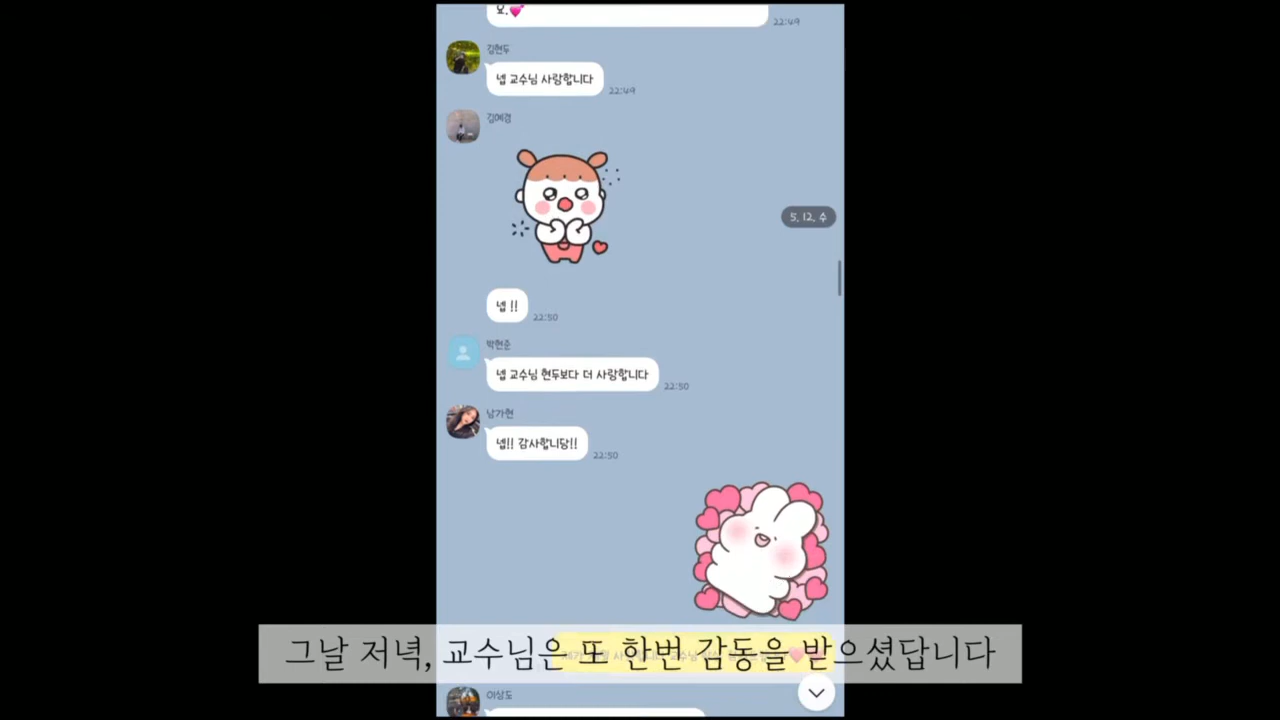 요.💕
22:49
김현두
넵 교수님 사랑합니다
22:49
김예경
5. 12. 수
넵 !!
22:50
박현준
넵 교수님 현두보다 더 사랑합니다
22:50
남가현
넵!! 감사합니당!!
22:50
그날 저녁, 교수님은 또 한번 감동을 받으셨답니다
이상도